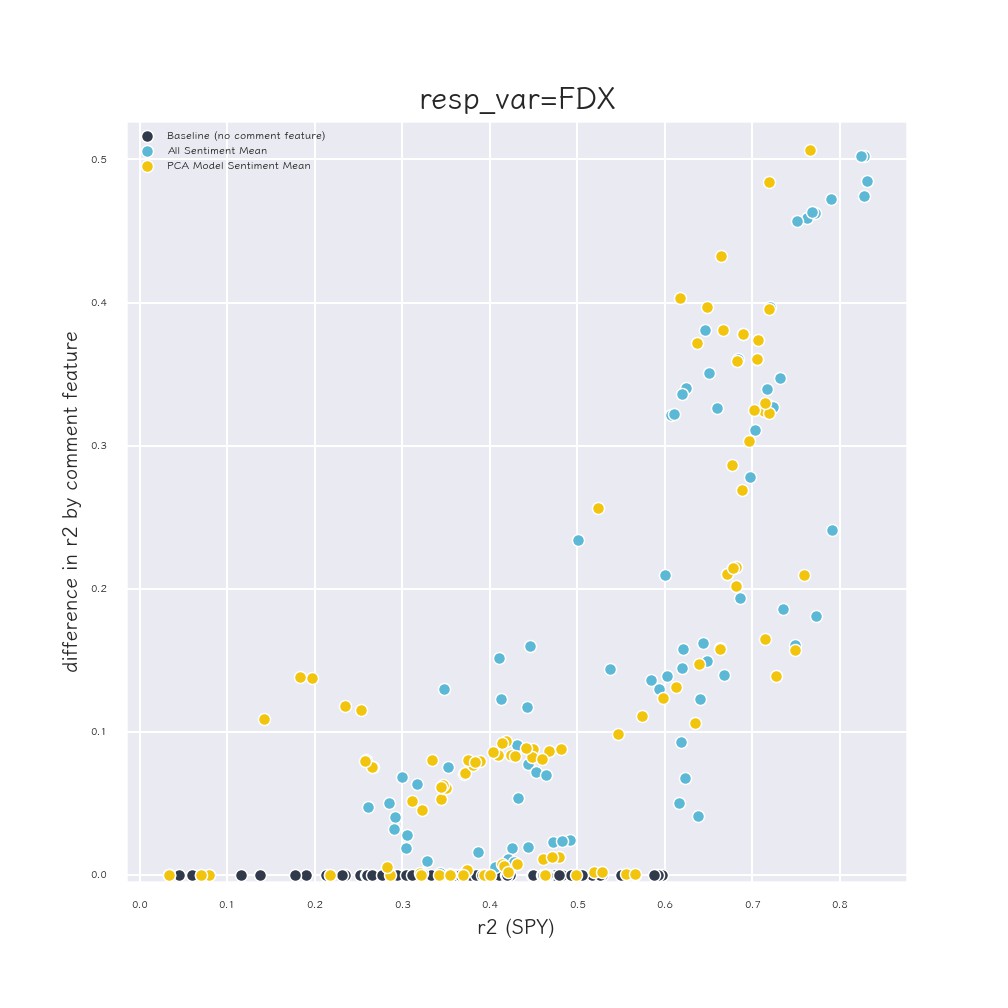 resp_var=FDX
Baseline (no comment feature)
All Sentiment Mean
PCA Model Sentiment Mean
difference in r2 by comment feature
0.5
0.4
0.3
0.2
0.1
0.0
0.0 0.1 0.2 0.3 0.4 0.5 0.6 0.7 0.8
r2 (SPY)